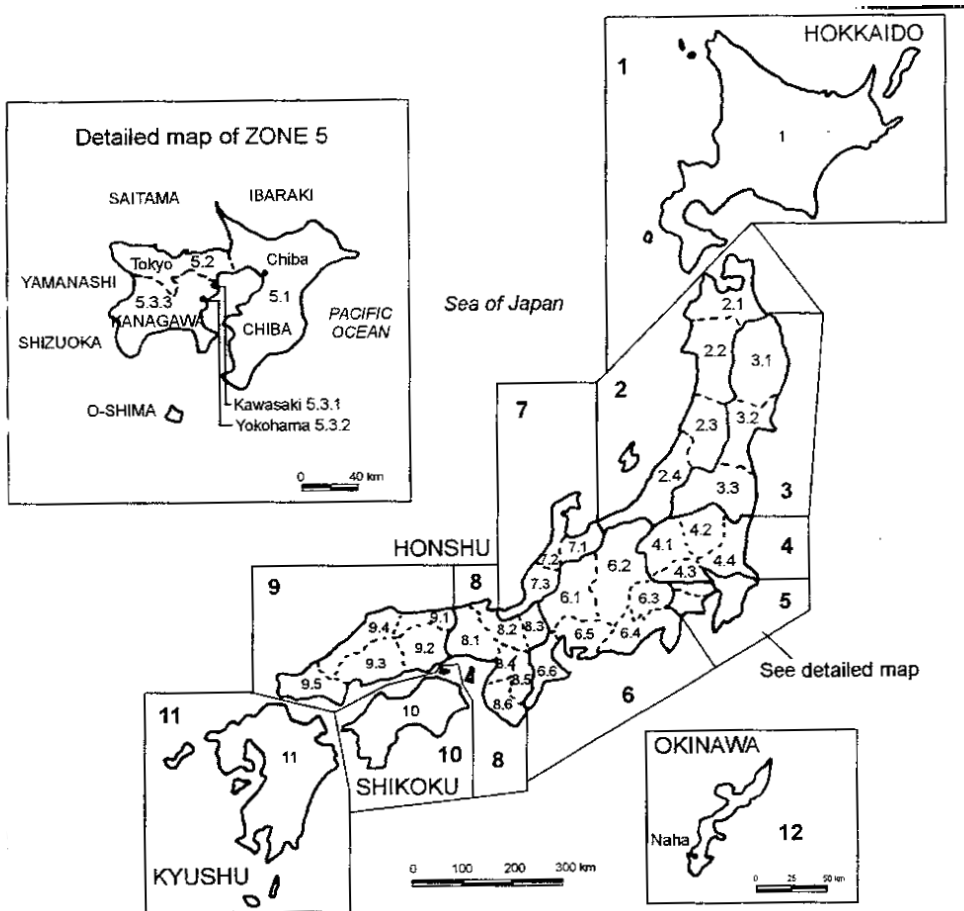 HOKKAIDO
1
1
Detailed map of ZONE 5
SAITAMA
IBARAKI
Tokyo
5.2
Chiba
YAMANASHI
5.3.3
5.1
KANAGAWA
CHIBA
PACIFIC
OCEAN
SHIZUOKA
O-SHIMA
Kawasaki 5.3.1
Yokohama 5.3.2
0 40 km
Sea of Japan
2.1
2.2
3.1
7
2
2.3
3.2
2.4
3.3
3
HONSHU
7.1
7.2
7.3
6.2
4.1
4.2
4
4.3
4.4
9
8
6.1
6.3
5
9.1
9.4
8.2
8.3
9.2
8.1
6.5
6.4
9.3
8.4
8.5
6.6
See detailed map
9.5
8.6
6
11
10
11
10
8
SHIKOKU
OKINAWA
Naha
12
KYUSHU
0 100 200 300 km
0 25 50 km